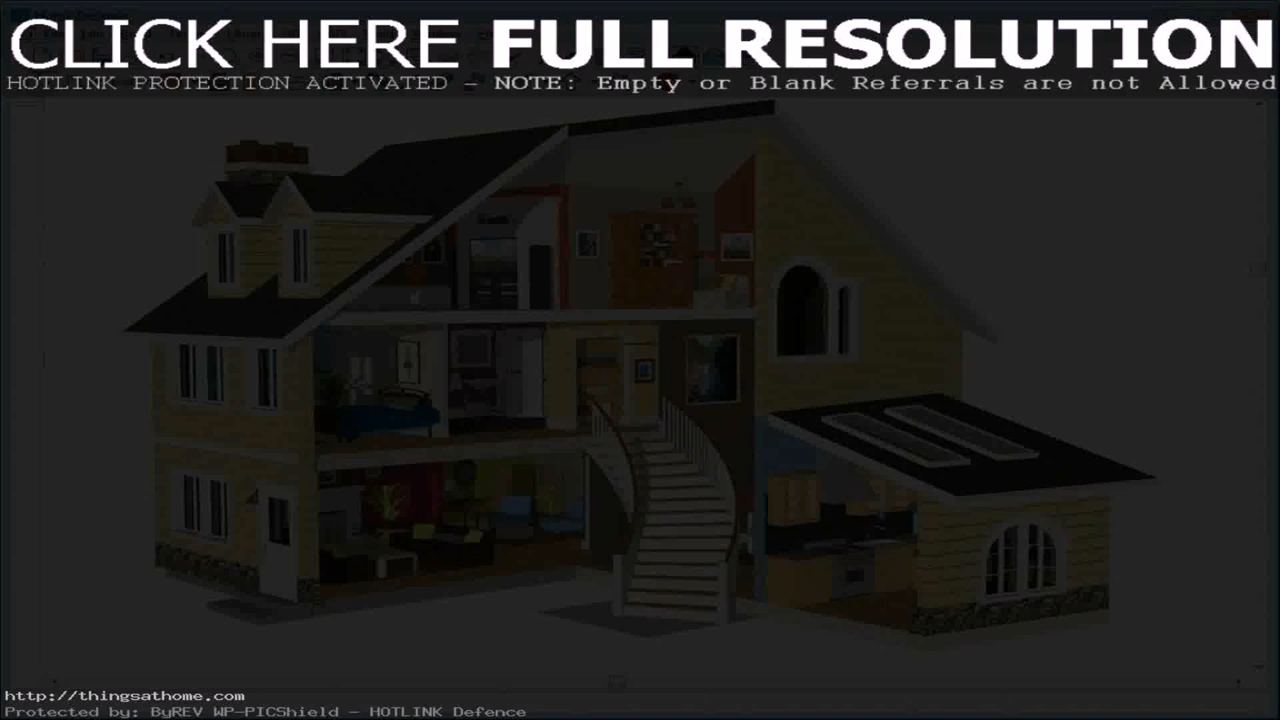 CLICK HERE FULL RESOLUTION
HOTLINK PROTECTION ACTIVATED - NOTE: Empty or Blank Referrals are not Allowed
http://thingsathome.com
Protected by: ByREV WP-PICShield - HOTLINK Defence